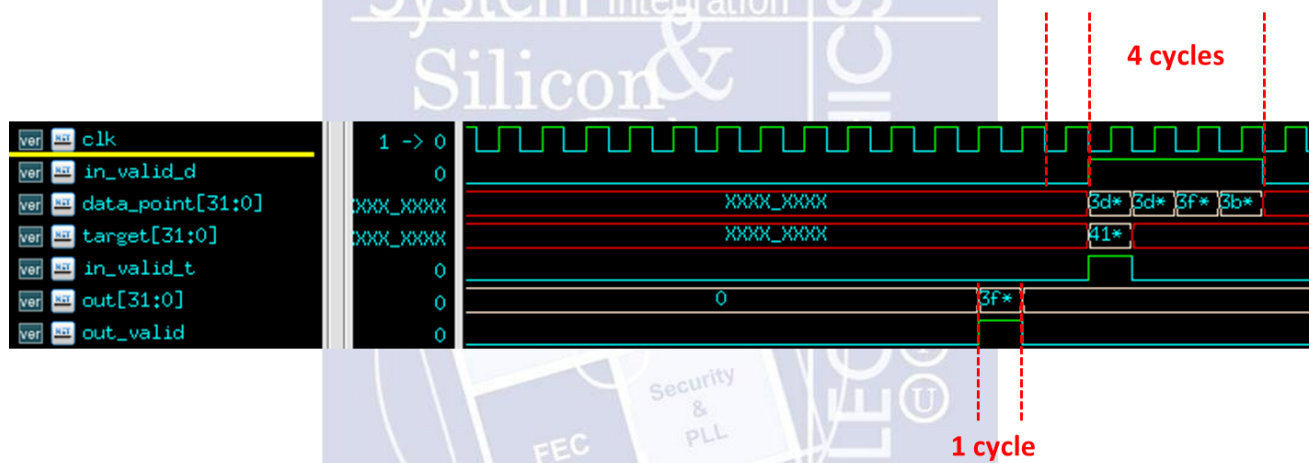 System Integration
Silicon &
4 cycles
ver clk 1 -> 0
ver in_valid_d 0
ver data_point[31:0] XXX_XXXX XXXX_XXXX 3d* 3d* 3f* 3b*
ver target[31:0] XXX_XXXX XXXX_XXXX 41*
ver in_valid_t 0
ver out[31:0] 0 0 3f*
ver out_valid 0
Security
&
PLL
FEC
U
1 cycle